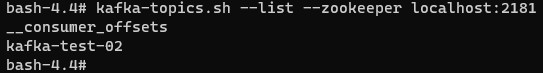 bash-4.4# kafka-topics.sh --list --zookeeper localhost:2181
__consumer_offsets
kafka-test-02
bash-4.4#